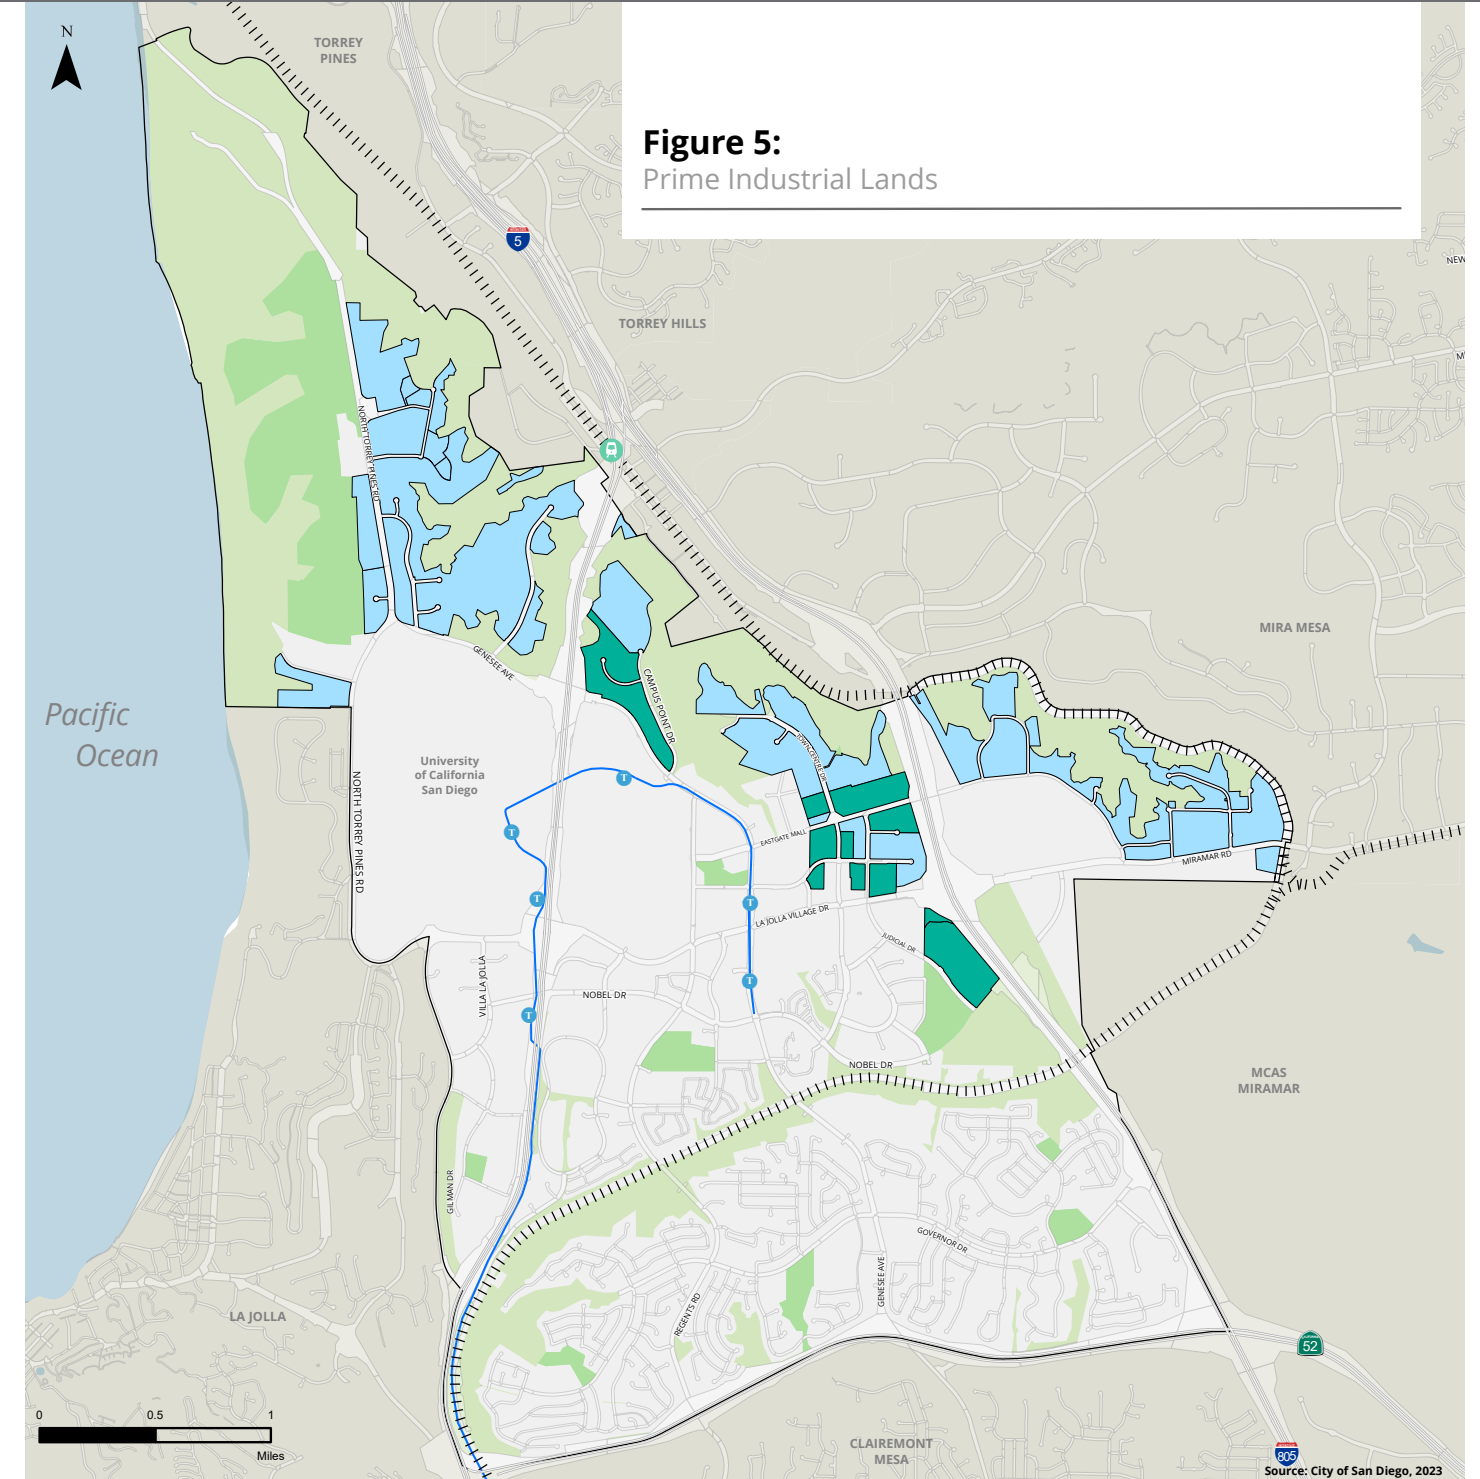 N
TORREY
PINES
Figure 5:
Prime Industrial Lands
5
NEW
TORREY HILLS
M
NORTH TORREY PINES RD
MIRA MESA
GENESEE AVE
CAMPUS POINT DR
Pacific
Ocean
TOWNE CENTRE DR
University
of California
San Diego
T
T
NORTH TORREY PINES RD
EASTGATE MALL
MIRAMAR RD
T
T
LA JOLLA VILLAGE DR
JUDICIAL DR
VILLA LA JOLLA
T
NOBEL DR
T
NOBEL DR
MCAS
MIRAMAR
GILMAN DR
GOVERNOR DR
GENESEE AVE
REGENTS RD
LA JOLLA
52
0 0.5 1
Miles
CLAIREMONT
MESA
805
Source: City of San Diego, 2023